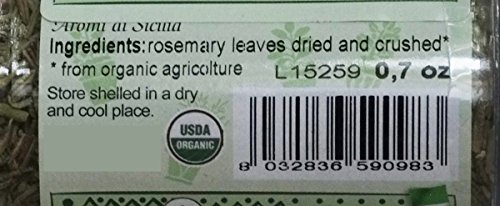 Aromi di Sicilia
Ingredients:rosemary leaves dried and crushed*
* from organic agricolture L15259 0,7 oz
Store shelled in a dry
and cool place.
USDA
ORGANIC
8 032836 590983